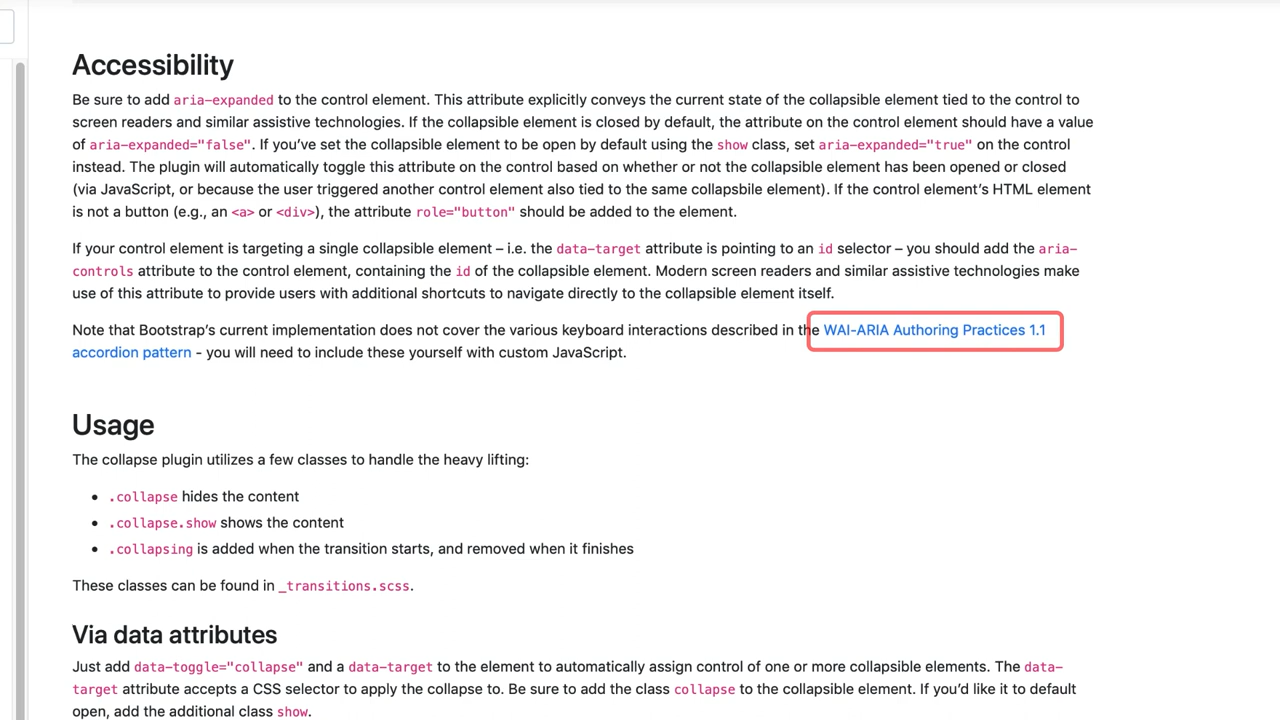 Accessibility
Be sure to add aria-expanded to the control element. This attribute explicitly conveys the current state of the collapsible element tied to the control to
screen readers and similar assistive technologies. If the collapsible element is closed by default, the attribute on the control element should have a value
of aria-expanded="false". If you’ve set the collapsible element to be open by default using the show class, set aria-expanded="true" on the control
instead. The plugin will automatically toggle this attribute on the control based on whether or not the collapsible element has been opened or closed
(via JavaScript, or because the user triggered another control element also tied to the same collapsbile element). If the control element’s HTML element
is not a button (e.g., an <a> or <div>), the attribute role="button" should be added to the element.
If your control element is targeting a single collapsible element – i.e. the data-target attribute is pointing to an id selector – you should add the aria-
controls attribute to the control element, containing the id of the collapsible element. Modern screen readers and similar assistive technologies make
use of this attribute to provide users with additional shortcuts to navigate directly to the collapsible element itself.
Note that Bootstrap’s current implementation does not cover the various keyboard interactions described in the WAI-ARIA Authoring Practices 1.1
accordion pattern - you will need to include these yourself with custom JavaScript.
Usage
The collapse plugin utilizes a few classes to handle the heavy lifting:
• .collapse hides the content
• .collapse.show shows the content
• .collapsing is added when the transition starts, and removed when it finishes
These classes can be found in _transitions.scss.
Via data attributes
Just add data-toggle="collapse" and a data-target to the element to automatically assign control of one or more collapsible elements. The data-
target attribute accepts a CSS selector to apply the collapse to. Be sure to add the class collapse to the collapsible element. If you’d like it to default
open, add the additional class show.